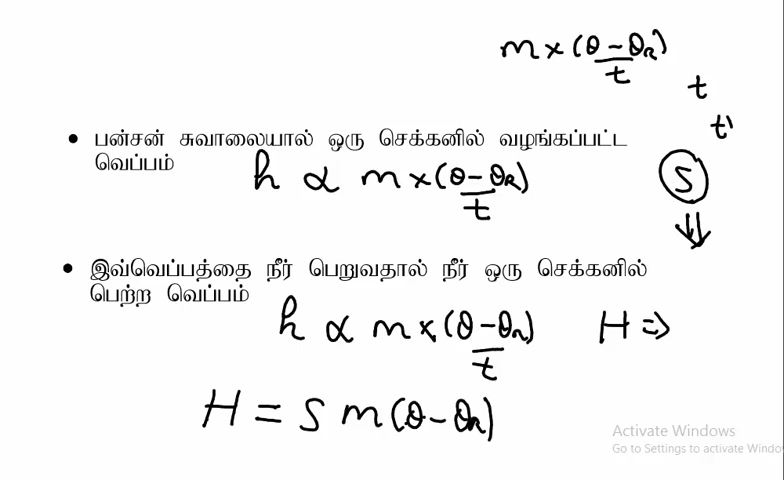 m × (θ − θR) / t
t
t'
• பன்சன் சுவாலையால் ஒரு செக்கனில் வழங்கப்பட்ட
வெப்பம்
h ∝ m × (θ − θR) / t
S
• இவ்வெப்பத்தை நீர் பெறுவதால் நீர் ஒரு செக்கனில்
பெற்ற வெப்பம்
h ∝ m × (θ − θR) / t
H ⇒
H = S m (θ − θR)
Activate Windows
Go to Settings to activate Windo